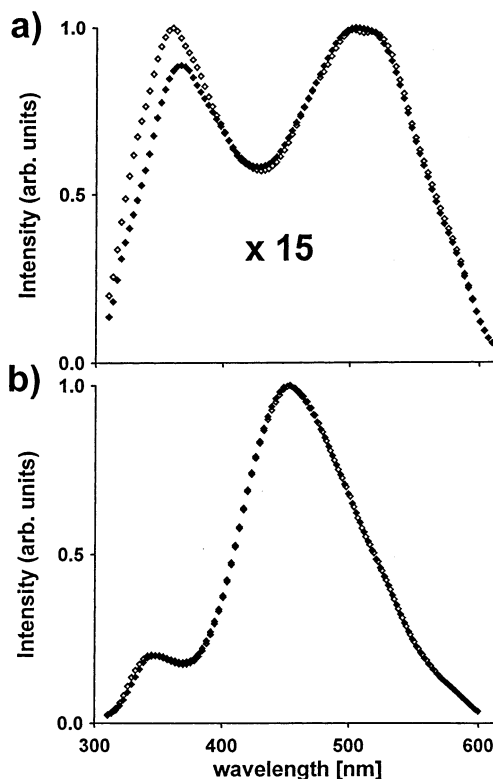 a)
1.0
0.5
0.0
Intensity (arb. units)
x 15
b)
1.0
0.5
0.0
Intensity (arb. units)
300 400 500 600
wavelength [nm]